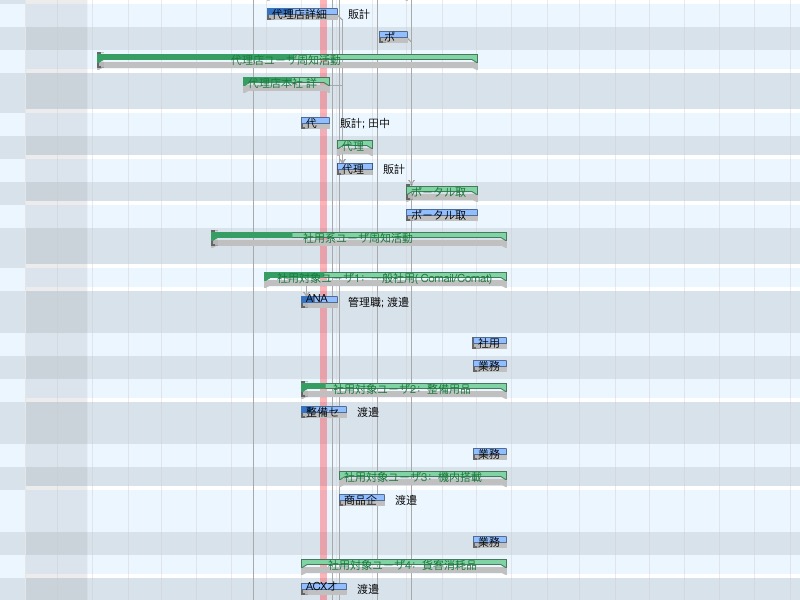 代理店詳細 販計
ポ
代理店ユーザ周知活動
代理店本社 詳
代 販計; 田中
代理
代理 販計
ポータル取
ポータル取
社用系ユーザ周知活動
社用対象ユーザ1: 一般社用( Comail/Comat)
ANA 管理職; 渡邉
社用
業務
社用対象ユーザ2: 整備用品
整備セ 渡邉
業務
社用対象ユーザ3: 機内搭載
商品企 渡邉
業務
社用対象ユーザ4: 貨客消耗品
ACXオ 渡邉